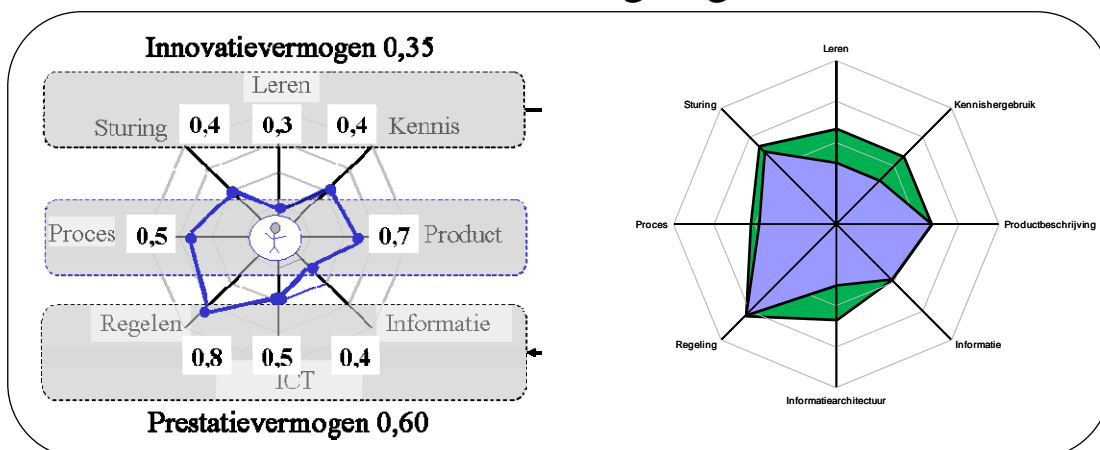 Innovatievermogen 0,35
Leren
Sturing 0,4 0,3 0,4 Kennis
Proces 0,5 0,7 Product
Regelen Informatie
0,8 0,5 0,4
ICT
Prestatievermogen 0,60
Leren
Sturing Kennishergebruik
Proces Productbeschrijving
Regeling Informatie
Informatiearchitectuur